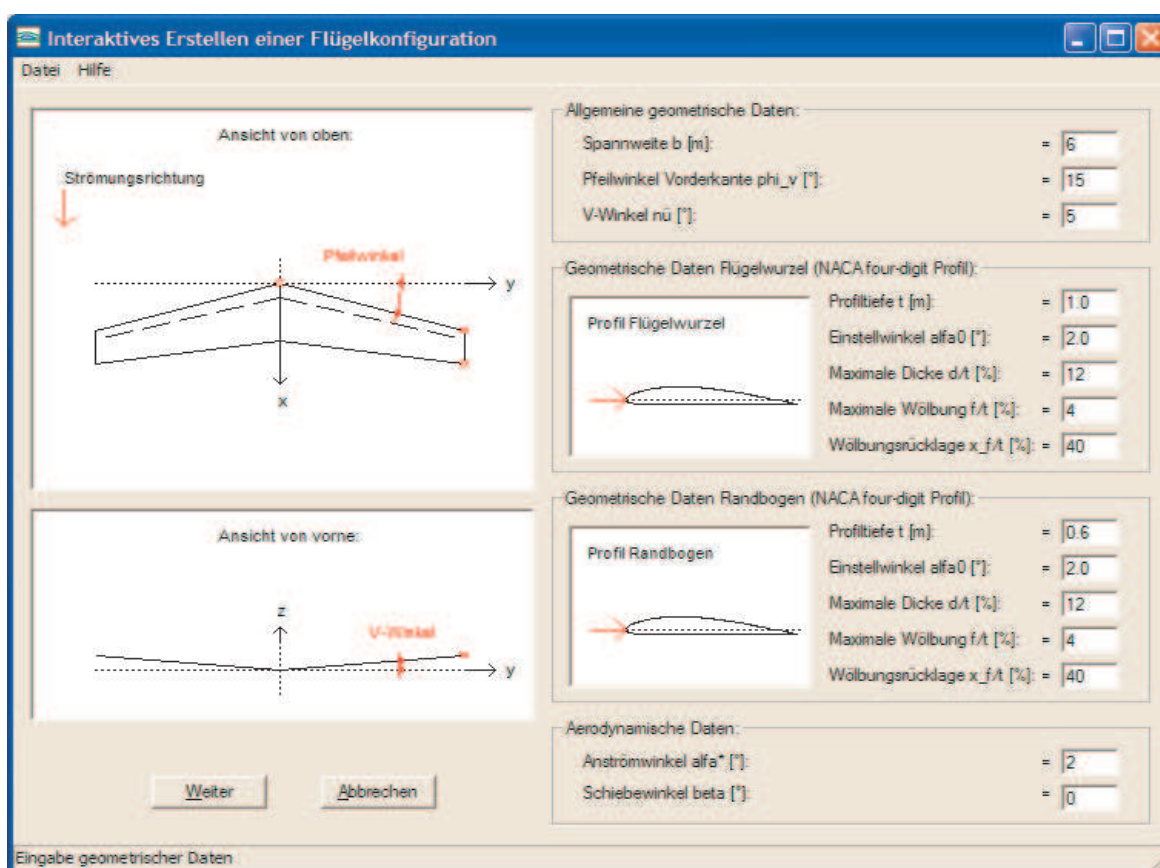 Interaktives Erstellen einer Flügelkonfiguration
Datei Hilfe
Ansicht von oben:
Strömungsrichtung
Pfeilwinkel
y
x
Ansicht von vorne:
z
V-Winkel
y
Weiter Abbrechen
Allgemeine geometrische Daten:
Spannweite b [m]: = 6
Pfeilwinkel Vorderkante phi_v [°]: = 15
V-Winkel nü [°]: = 5
Geometrische Daten Flügelwurzel (NACA four-digit Profil):
Profil Flügelwurzel
Profiltiefe t [m]: = 1.0
Einstellwinkel alfa0 [°]: = 2.0
Maximale Dicke d/t [%]: = 12
Maximale Wölbung f/t [%]: = 4
Wölbungsrücklage x_f/t [%]: = 40
Geometrische Daten Randbogen (NACA four-digit Profil):
Profil Randbogen
Profiltiefe t [m]: = 0.6
Einstellwinkel alfa0 [°]: = 2.0
Maximale Dicke d/t [%]: = 12
Maximale Wölbung f/t [%]: = 4
Wölbungsrücklage x_f/t [%]: = 40
Aerodynamische Daten:
Anströmwinkel alfa* [°]: = 2
Schiebewinkel beta [°]: = 0
Eingabe geometrischer Daten